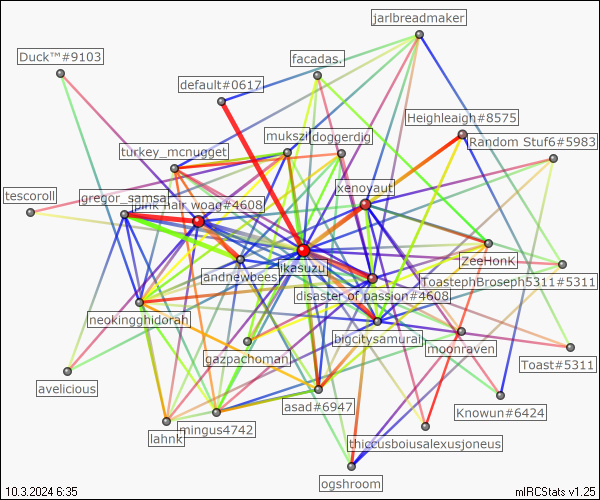 jarlbreadmaker
Duck™#9103
facadas.
default#0617
Heighleaigh#8575
mukszi
doggerdig
Random Stuf6#5983
turkey_mcnugget
tescoroll
gregor_samsa
pink hair woag#4608
xenoyaut
andnewbees
ikasuzu
ZeeHonK
ToastephBroseph5311#5311
disaster of passion#4608
neokingghidorah
bigcitysamurai
moonraven
gazpachoman
Toast#5311
avelicious
asad#6947
Knowun#6424
lahnk
mingus4742
thiccusboiusalexusjoneus
ogshroom
10.3.2024 6:35
mIRCStats v1.25